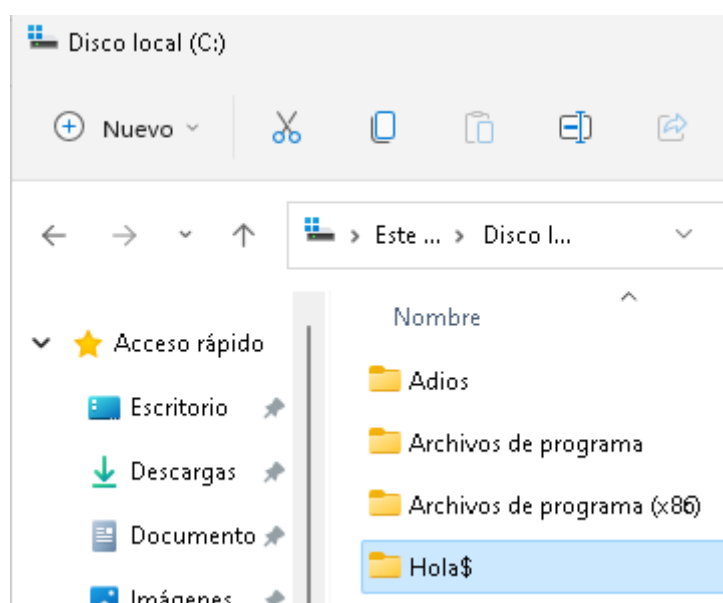 Disco local (C:)
Nuevo
Este ... > Disco l...
Nombre
Acceso rápido
Adios
Escritorio
Archivos de programa
Descargas
Archivos de programa (x86)
Documento
Hola$
Imágenes